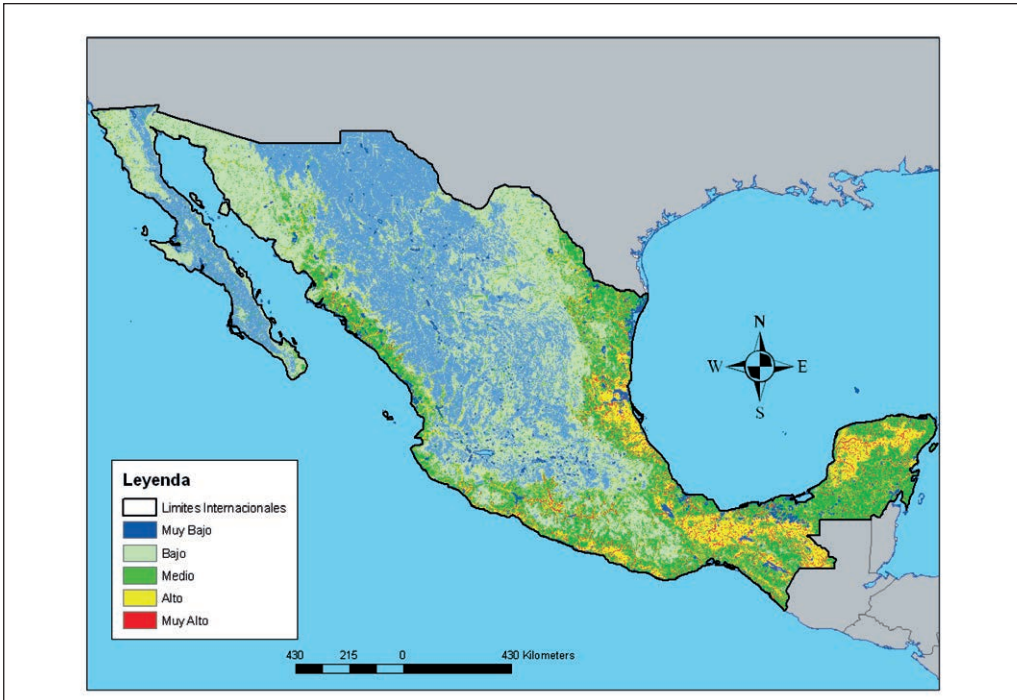 N
W E
S
Leyenda
Limites Internacionales
Muy Bajo
Bajo
Medio
Alto
Muy Alto
430 215 0 430 Kilometers